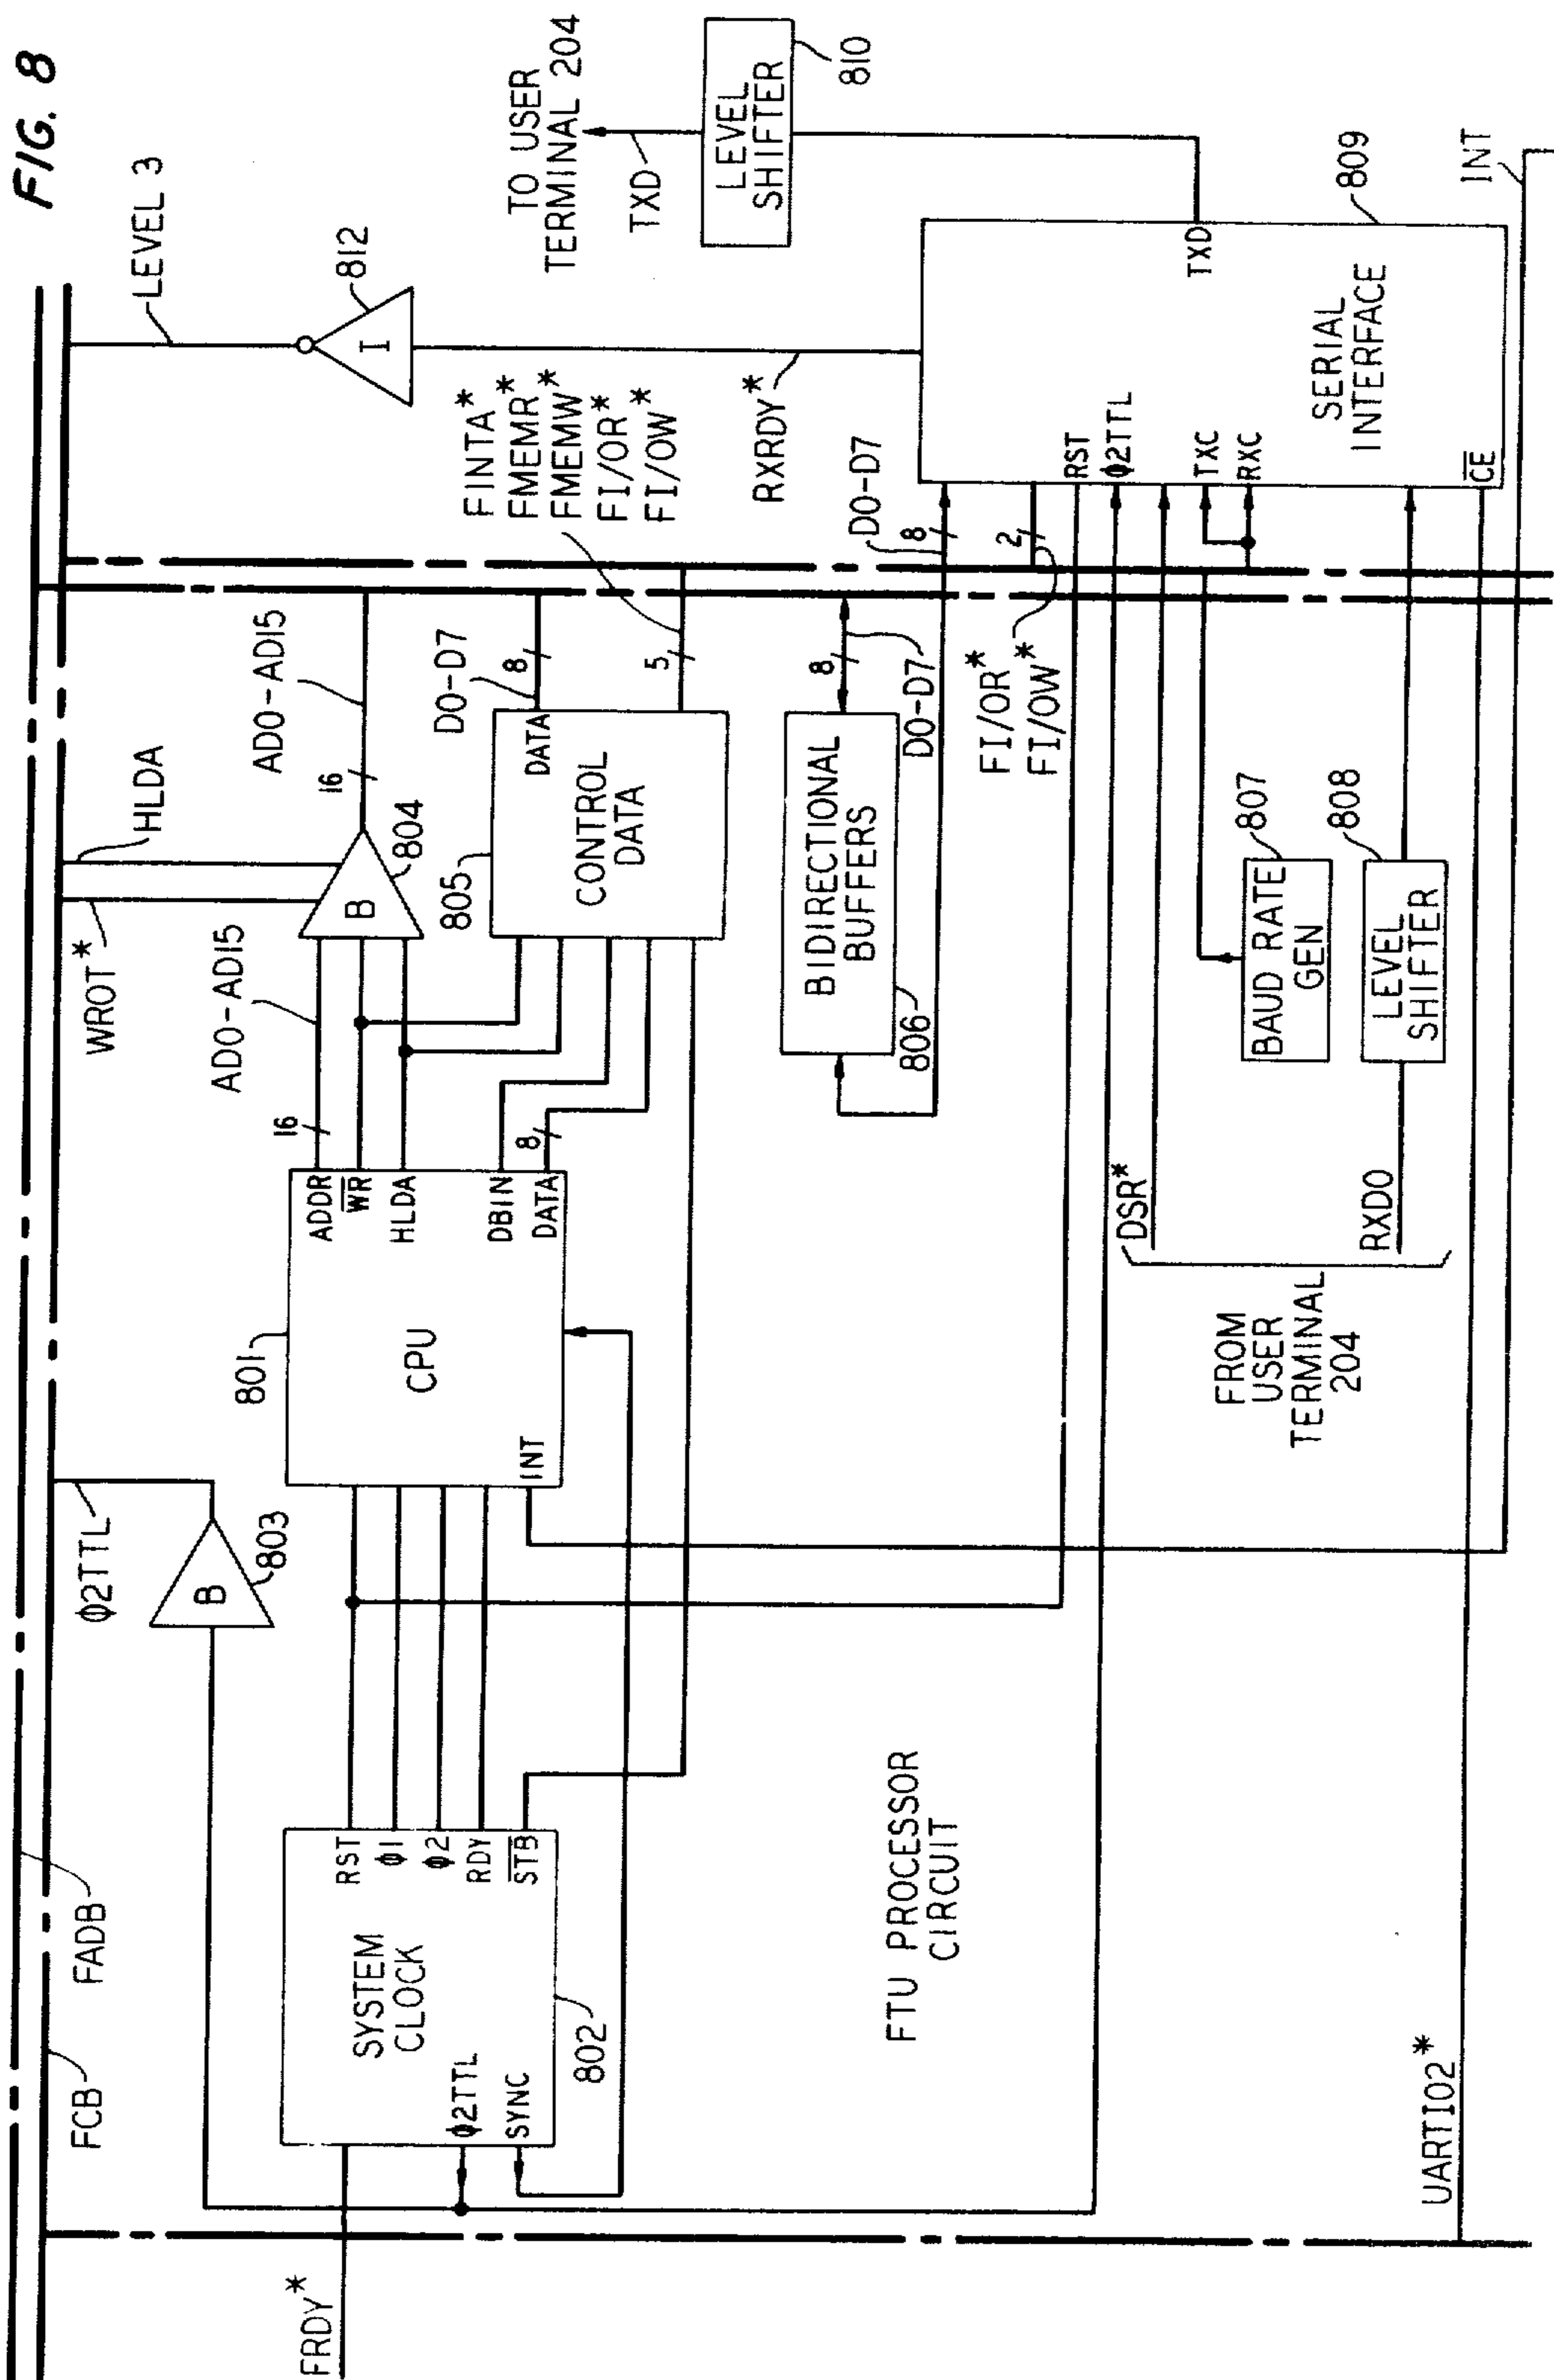 FIG. 8
FCB
FADB
Φ2TTL
B
803
WROT*
HLDA
LEVEL 3
I
812
FRDY*
SYSTEM
CLOCK
802
RST
Φ1
Φ2
RDY
STB
Φ2TTL
SYNC
801
CPU
INT
ADDR
WR
HLDA
DBIN
DATA
16
8
AD0-AD15
B
804
16
AD0-AD15
805
CONTROL
DATA
DATA
D0-D7
8
5
FINTA*
FMEMR*
FMEMW*
FI/OR*
FI/OW*
RXRDY*
TO USER
TERMINAL 204
TXD
LEVEL
SHIFTER
810
BIDIRECTIONAL
BUFFERS
806
8
D0-D7
D0-D7
8
2
FI/OR*
FI/OW*
RST
Φ2TTL
TXC
RXC
CE
TXD
SERIAL
INTERFACE
809
FTU PROCESSOR
CIRCUIT
FROM
USER
TERMINAL
204
DSR*
RXD0
BAUD RATE
GEN
807
LEVEL
SHIFTER
808
UARTIO2*
INT